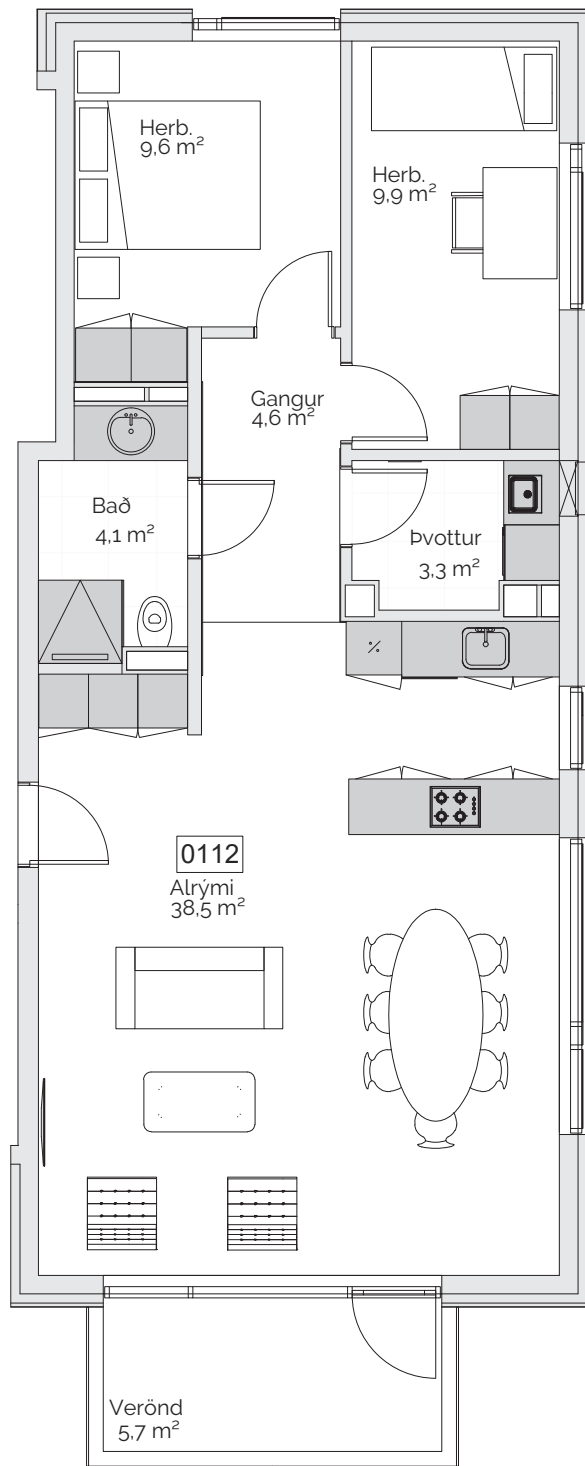 Herb.
9,6 m²
Herb.
9,9 m²
Gangur
4,6 m²
Bað
4,1 m²
Þvottur
3,3 m²
%
0112
Alrými
38,5 m²
Verönd
5,7 m²